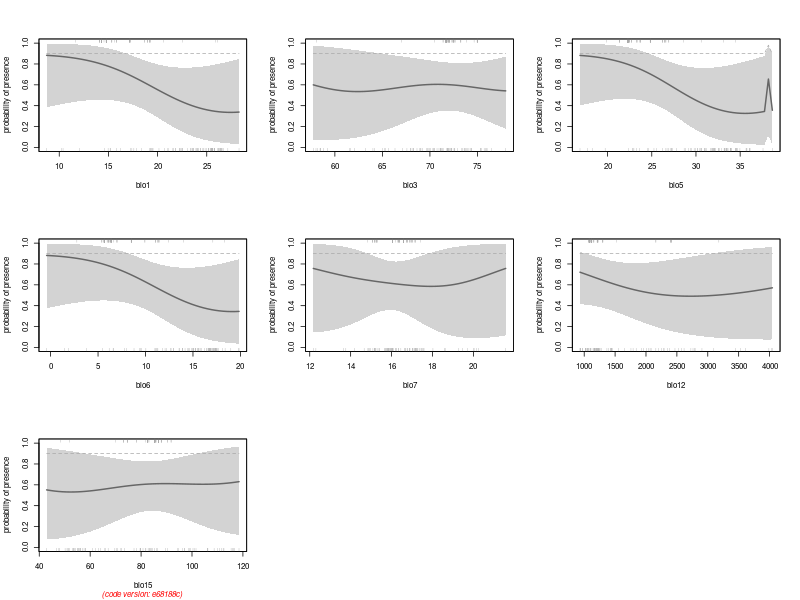 probability of presence
0.0 0.2 0.4 0.6 0.8 1.0
10 15 20 25
bio1
probability of presence
0.0 0.2 0.4 0.6 0.8 1.0
60 65 70 75
bio3
probability of presence
0.0 0.2 0.4 0.6 0.8 1.0
20 25 30 35
bio5
probability of presence
0.0 0.2 0.4 0.6 0.8 1.0
0 5 10 15 20
bio6
probability of presence
0.0 0.2 0.4 0.6 0.8 1.0
12 14 16 18 20
bio7
probability of presence
0.0 0.2 0.4 0.6 0.8 1.0
1000 1500 2000 2500 3000 3500 4000
bio12
probability of presence
0.0 0.2 0.4 0.6 0.8 1.0
40 60 80 100 120
bio15
(code version: e68188c)